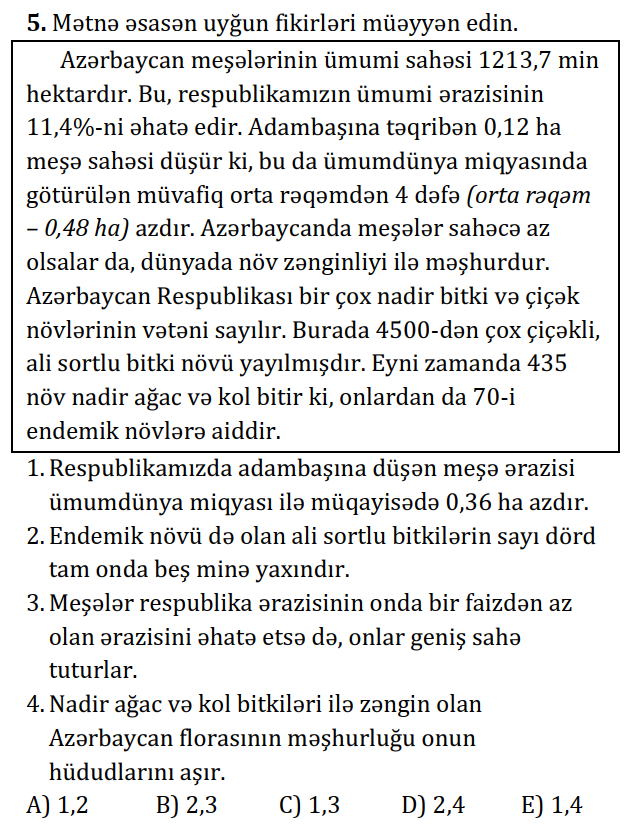 5. Mətnə əsasən uyğun fikirləri müəyyən edin.
Azərbaycan meşələrinin ümumi sahəsi 1213,7 min
hektardır. Bu, respublikamızın ümumi ərazisinin
11,4%-ni əhatə edir. Adambaşına təqribən 0,12 ha
meşə sahəsi düşür ki, bu da ümumdünya miqyasında
götürülən müvafiq orta rəqəmdən 4 dəfə (orta rəqəm
– 0,48 ha) azdır. Azərbaycanda meşələr sahəcə az
olsalar da, dünyada növ zənginliyi ilə məşhurdur.
Azərbaycan Respublikası bir çox nadir bitki və çiçək
növlərinin vətəni sayılır. Burada 4500-dən çox çiçəkli,
ali sortlu bitki növü yayılmışdır. Eyni zamanda 435
növ nadir ağac və kol bitir ki, onlardan da 70-i
endemik növlərə aiddir.
1. Respublikamızda adambaşına düşən meşə ərazisi
ümumdünya miqyası ilə müqayisədə 0,36 ha azdır.
2. Endemik növü də olan ali sortlu bitkilərin sayı dörd
tam onda beş minə yaxındır.
3. Meşələr respublika ərazisinin onda bir faizdən az
olan ərazisini əhatə etsə də, onlar geniş sahə
tuturlar.
4. Nadir ağac və kol bitkiləri ilə zəngin olan
Azərbaycan florasının məşhurluğu onun
hüdudlarını aşır.
A) 1,2 B) 2,3 C) 1,3 D) 2,4 E) 1,4